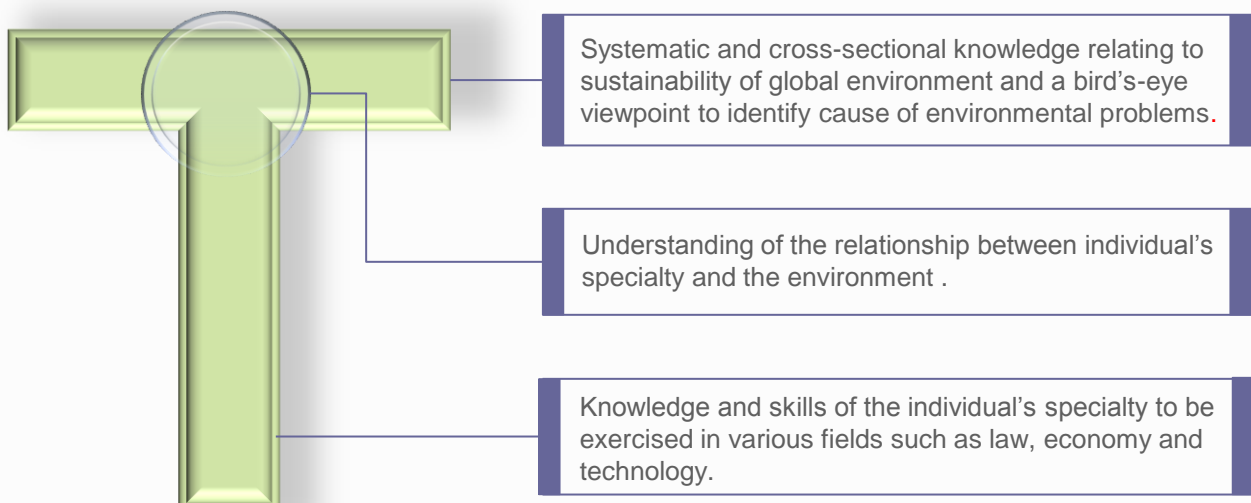 Systematic and cross-sectional knowledge relating to
sustainability of global environment and a bird’s-eye
viewpoint to identify cause of environmental problems.
Understanding of the relationship between individual’s
specialty and the environment .
Knowledge and skills of the individual’s specialty to be
exercised in various fields such as law, economy and
technology.